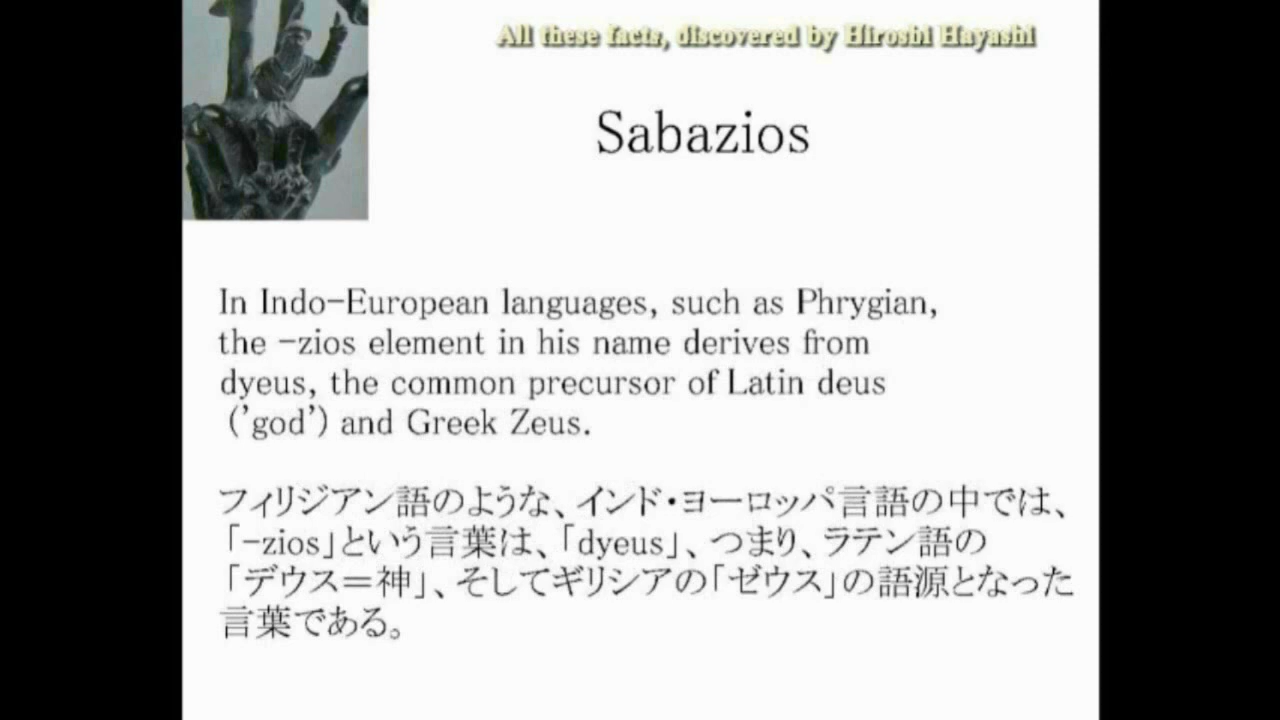 All these facts, discovered by Hiroshi Hayashi
Sabazios
In Indo-European languages, such as Phrygian,
the -zios element in his name derives from
dyeus, the common precursor of Latin deus
('god') and Greek Zeus.
フィリジアン語のような、インド・ヨーロッパ言語の中では、
「-zios」という言葉は、「dyeus」、つまり、ラテン語の
「デウス=神」、そしてギリシアの「ゼウス」の語源となった
言葉である。